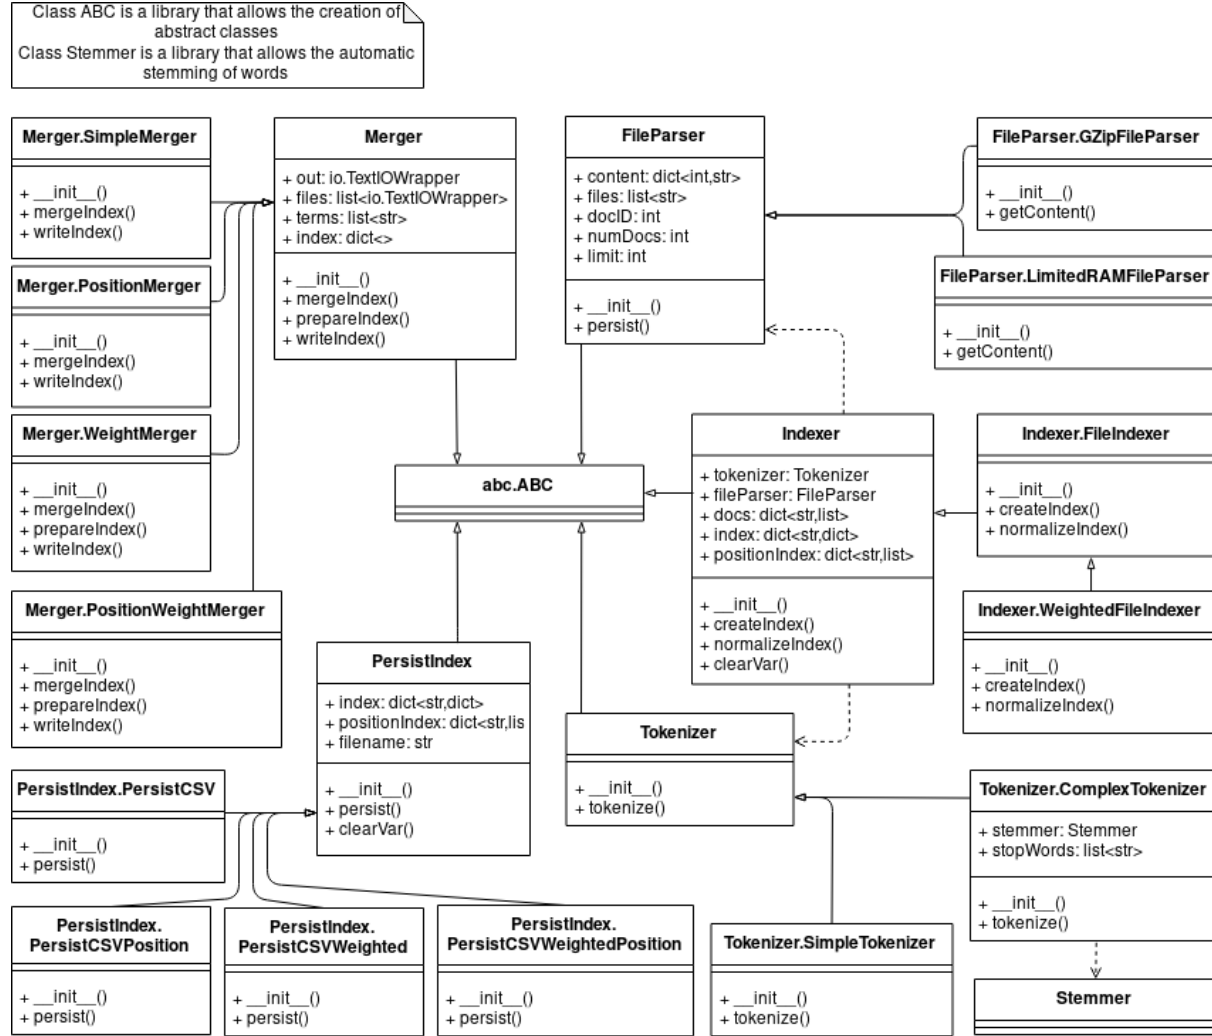 Class ABC is a library that allows the creation of
abstract classes
Class Stemmer is a library that allows the automatic
stemming of words
Merger.SimpleMerger
+ __init__()
+ mergeIndex()
+ writeIndex()
Merger.PositionMerger
+ __init__()
+ mergeIndex()
+ writeIndex()
Merger.WeightMerger
+ __init__()
+ mergeIndex()
+ prepareIndex()
+ writeIndex()
Merger.PositionWeightMerger
+ __init__()
+ mergeIndex()
+ prepareIndex()
+ writeIndex()
Merger
+ out: io.TextIOWrapper
+ files: list<io.TextIOWrapper>
+ terms: list<str>
+ index: dict<>
+ __init__()
+ mergeIndex()
+ prepareIndex()
+ writeIndex()
FileParser
+ content: dict<int,str>
+ files: list<str>
+ docID: int
+ numDocs: int
+ limit: int
+ __init__()
+ persist()
FileParser.GZipFileParser
+ __init__()
+ getContent()
FileParser.LimitedRAMFileParser
+ __init__()
+ getContent()
abc.ABC
Indexer
+ tokenizer: Tokenizer
+ fileParser: FileParser
+ docs: dict<str,list>
+ index: dict<str,dict>
+ positionIndex: dict<str,list>
+ __init__()
+ createIndex()
+ normalizeIndex()
+ clearVar()
Indexer.FileIndexer
+ __init__()
+ createIndex()
+ normalizeIndex()
Indexer.WeightedFileIndexer
+ __init__()
+ createIndex()
+ normalizeIndex()
PersistIndex
+ index: dict<str,dict>
+ positionIndex: dict<str,lis
+ filename: str
+ __init__()
+ persist()
+ clearVar()
Tokenizer
+ __init__()
+ tokenize()
PersistIndex.PersistCSV
+ __init__()
+ persist()
Tokenizer.ComplexTokenizer
+ stemmer: Stemmer
+ stopWords: list<str>
+ __init__()
+ tokenize()
PersistIndex.
PersistCSVPosition
+ __init__()
+ persist()
PersistIndex.
PersistCSVWeighted
+ __init__()
+ persist()
PersistIndex.
PersistCSVWeightedPosition
+ __init__()
+ persist()
Tokenizer.SimpleTokenizer
+ __init__()
+ tokenize()
Stemmer